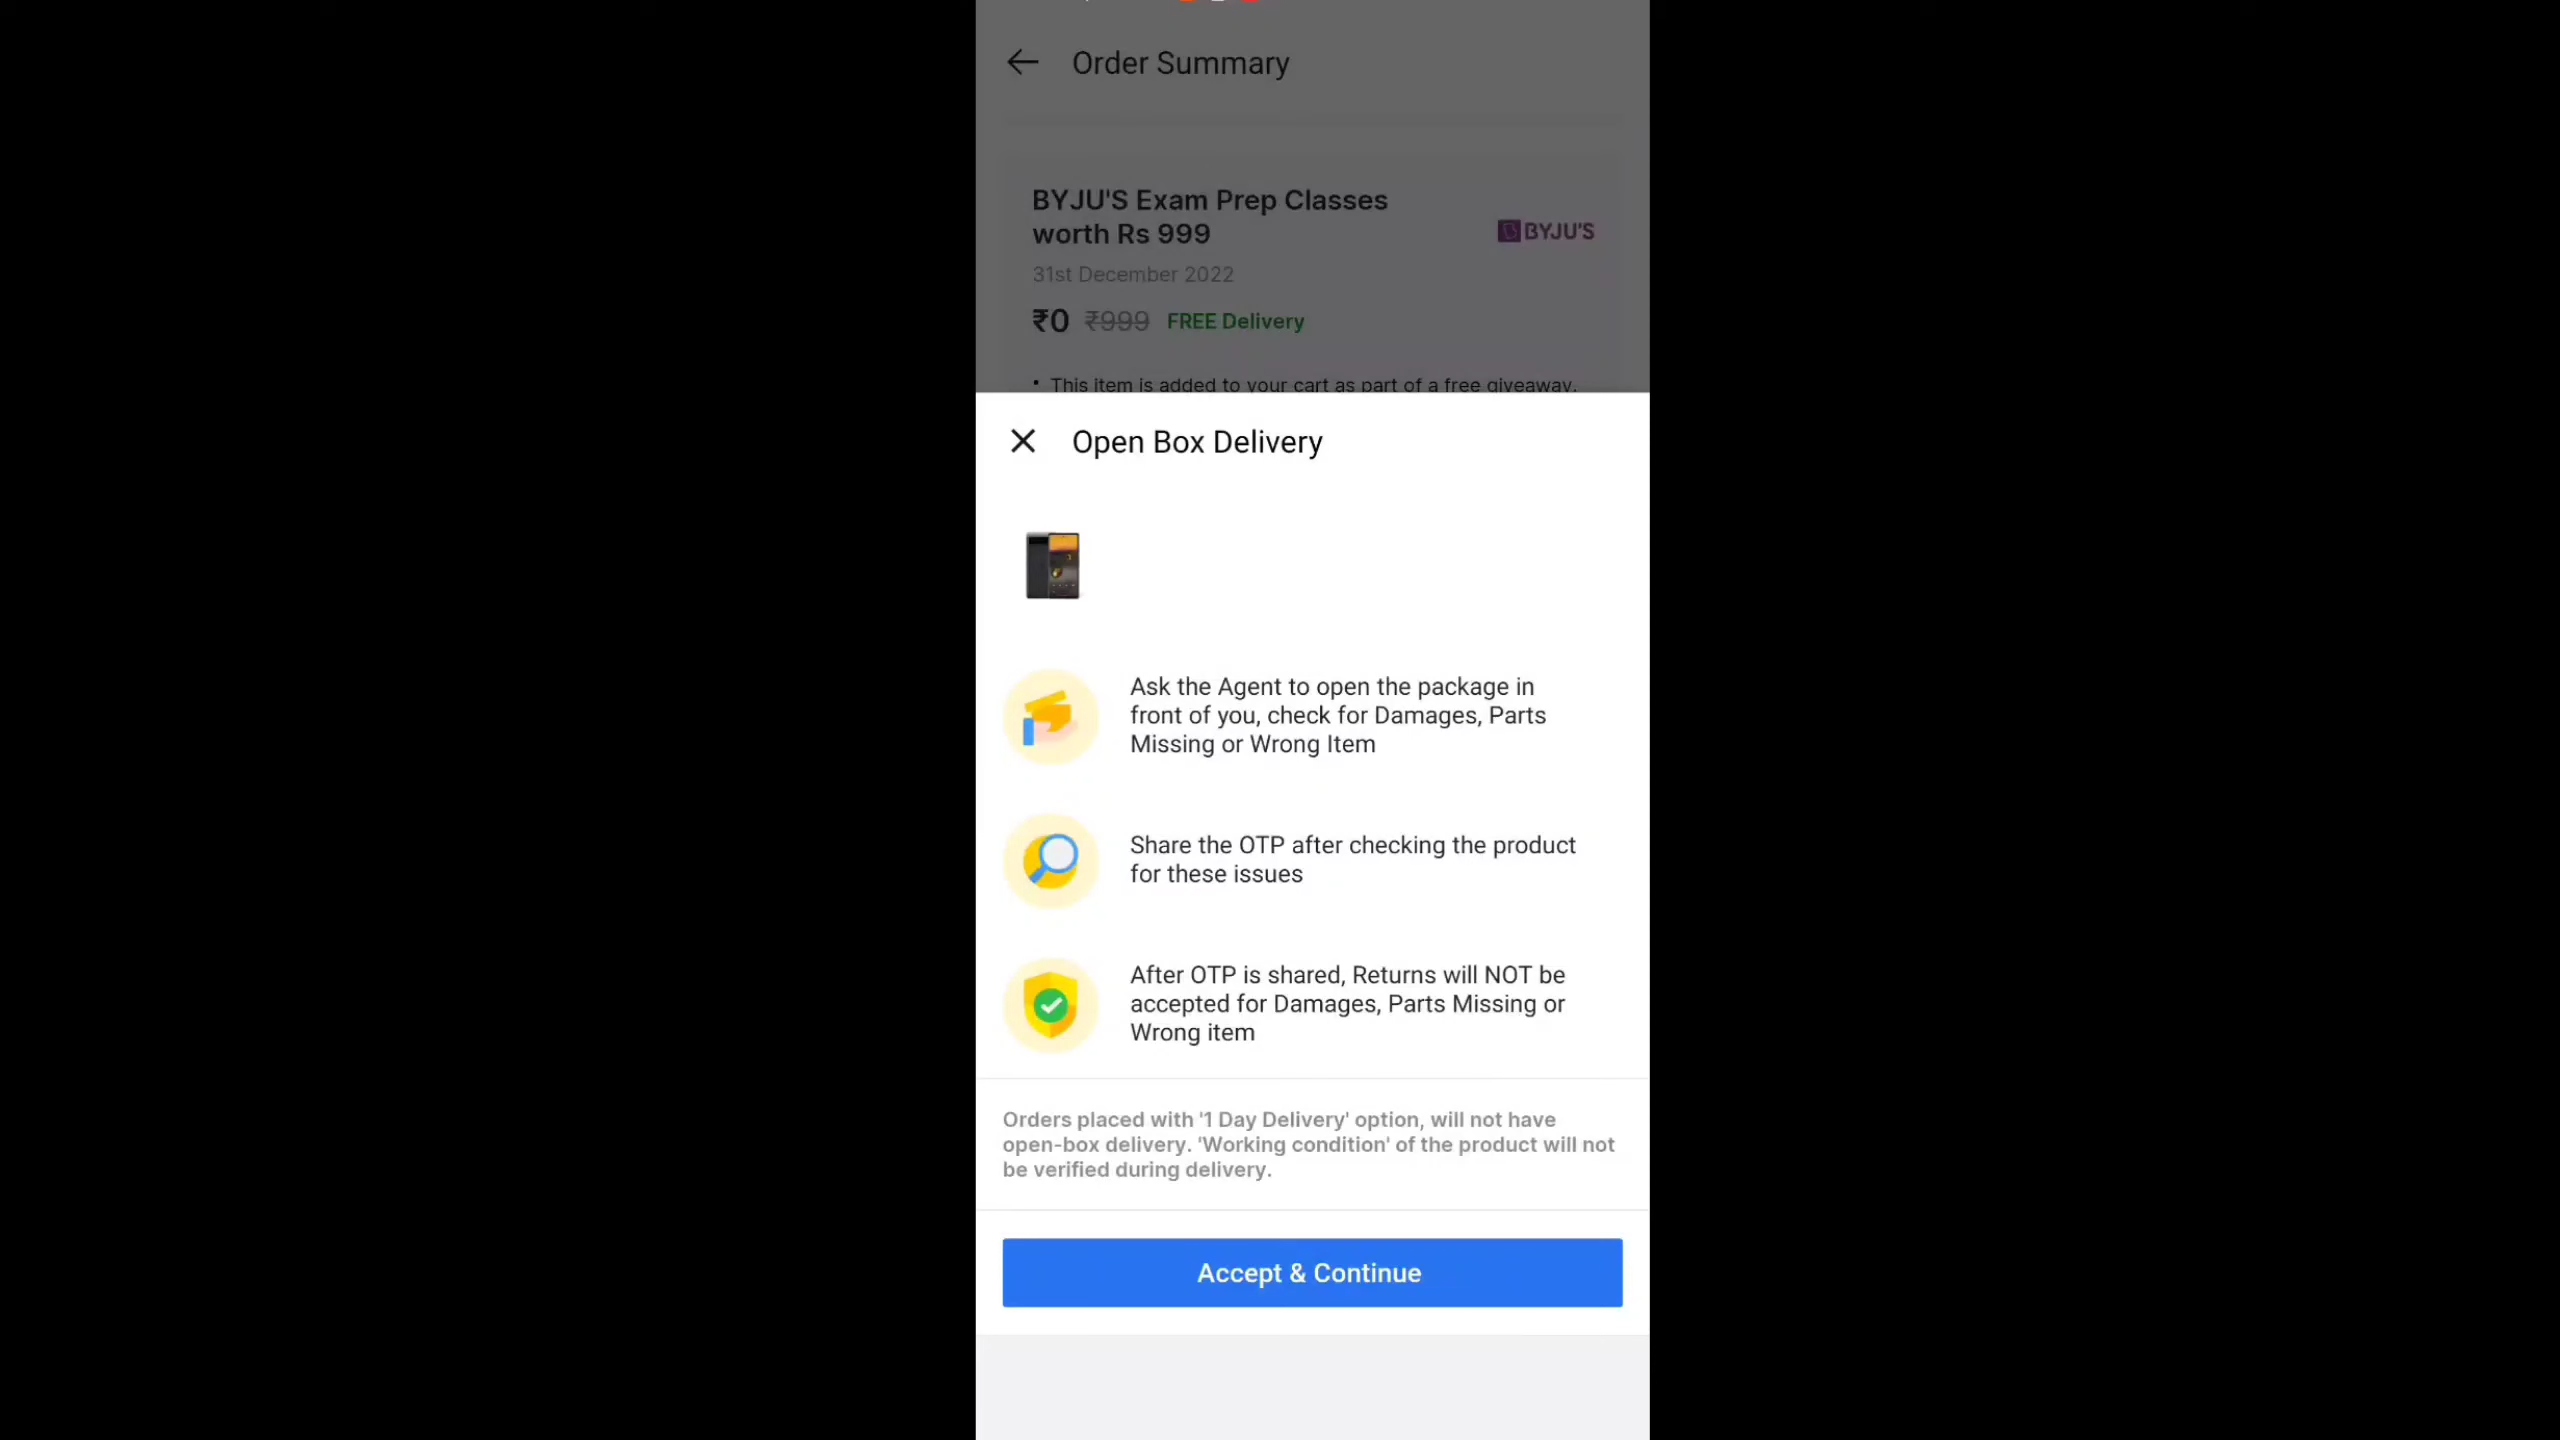 Order Summary
BYJU'S Exam Prep Classes
worth Rs 999
BYJU'S
31st December 2022
₹0 ₹999 FREE Delivery
• This item is added to your cart as part of a free giveaway.
Open Box Delivery
Ask the Agent to open the package in
front of you, check for Damages, Parts
Missing or Wrong Item
Share the OTP after checking the product
for these issues
After OTP is shared, Returns will NOT be
accepted for Damages, Parts Missing or
Wrong item
Orders placed with '1 Day Delivery' option, will not have
open-box delivery. 'Working condition' of the product will not
be verified during delivery.
Accept & Continue